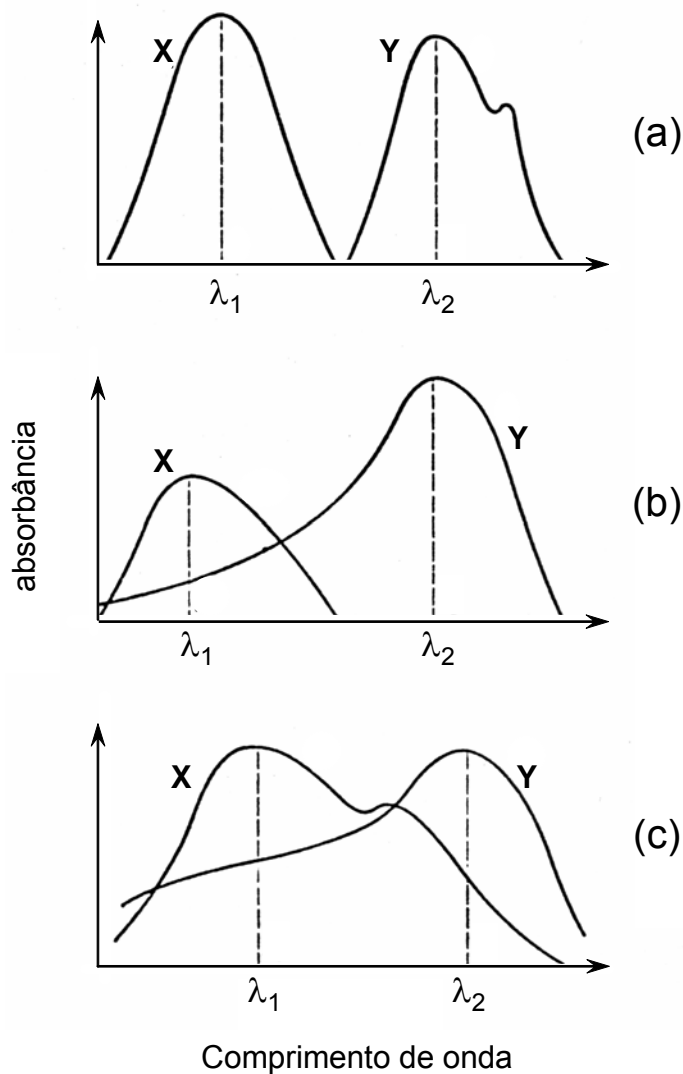 X Y
(a)
λ1 λ2
absorbância
X
Y
(b)
λ1 λ2
X Y
(c)
λ1 λ2
Comprimento de onda